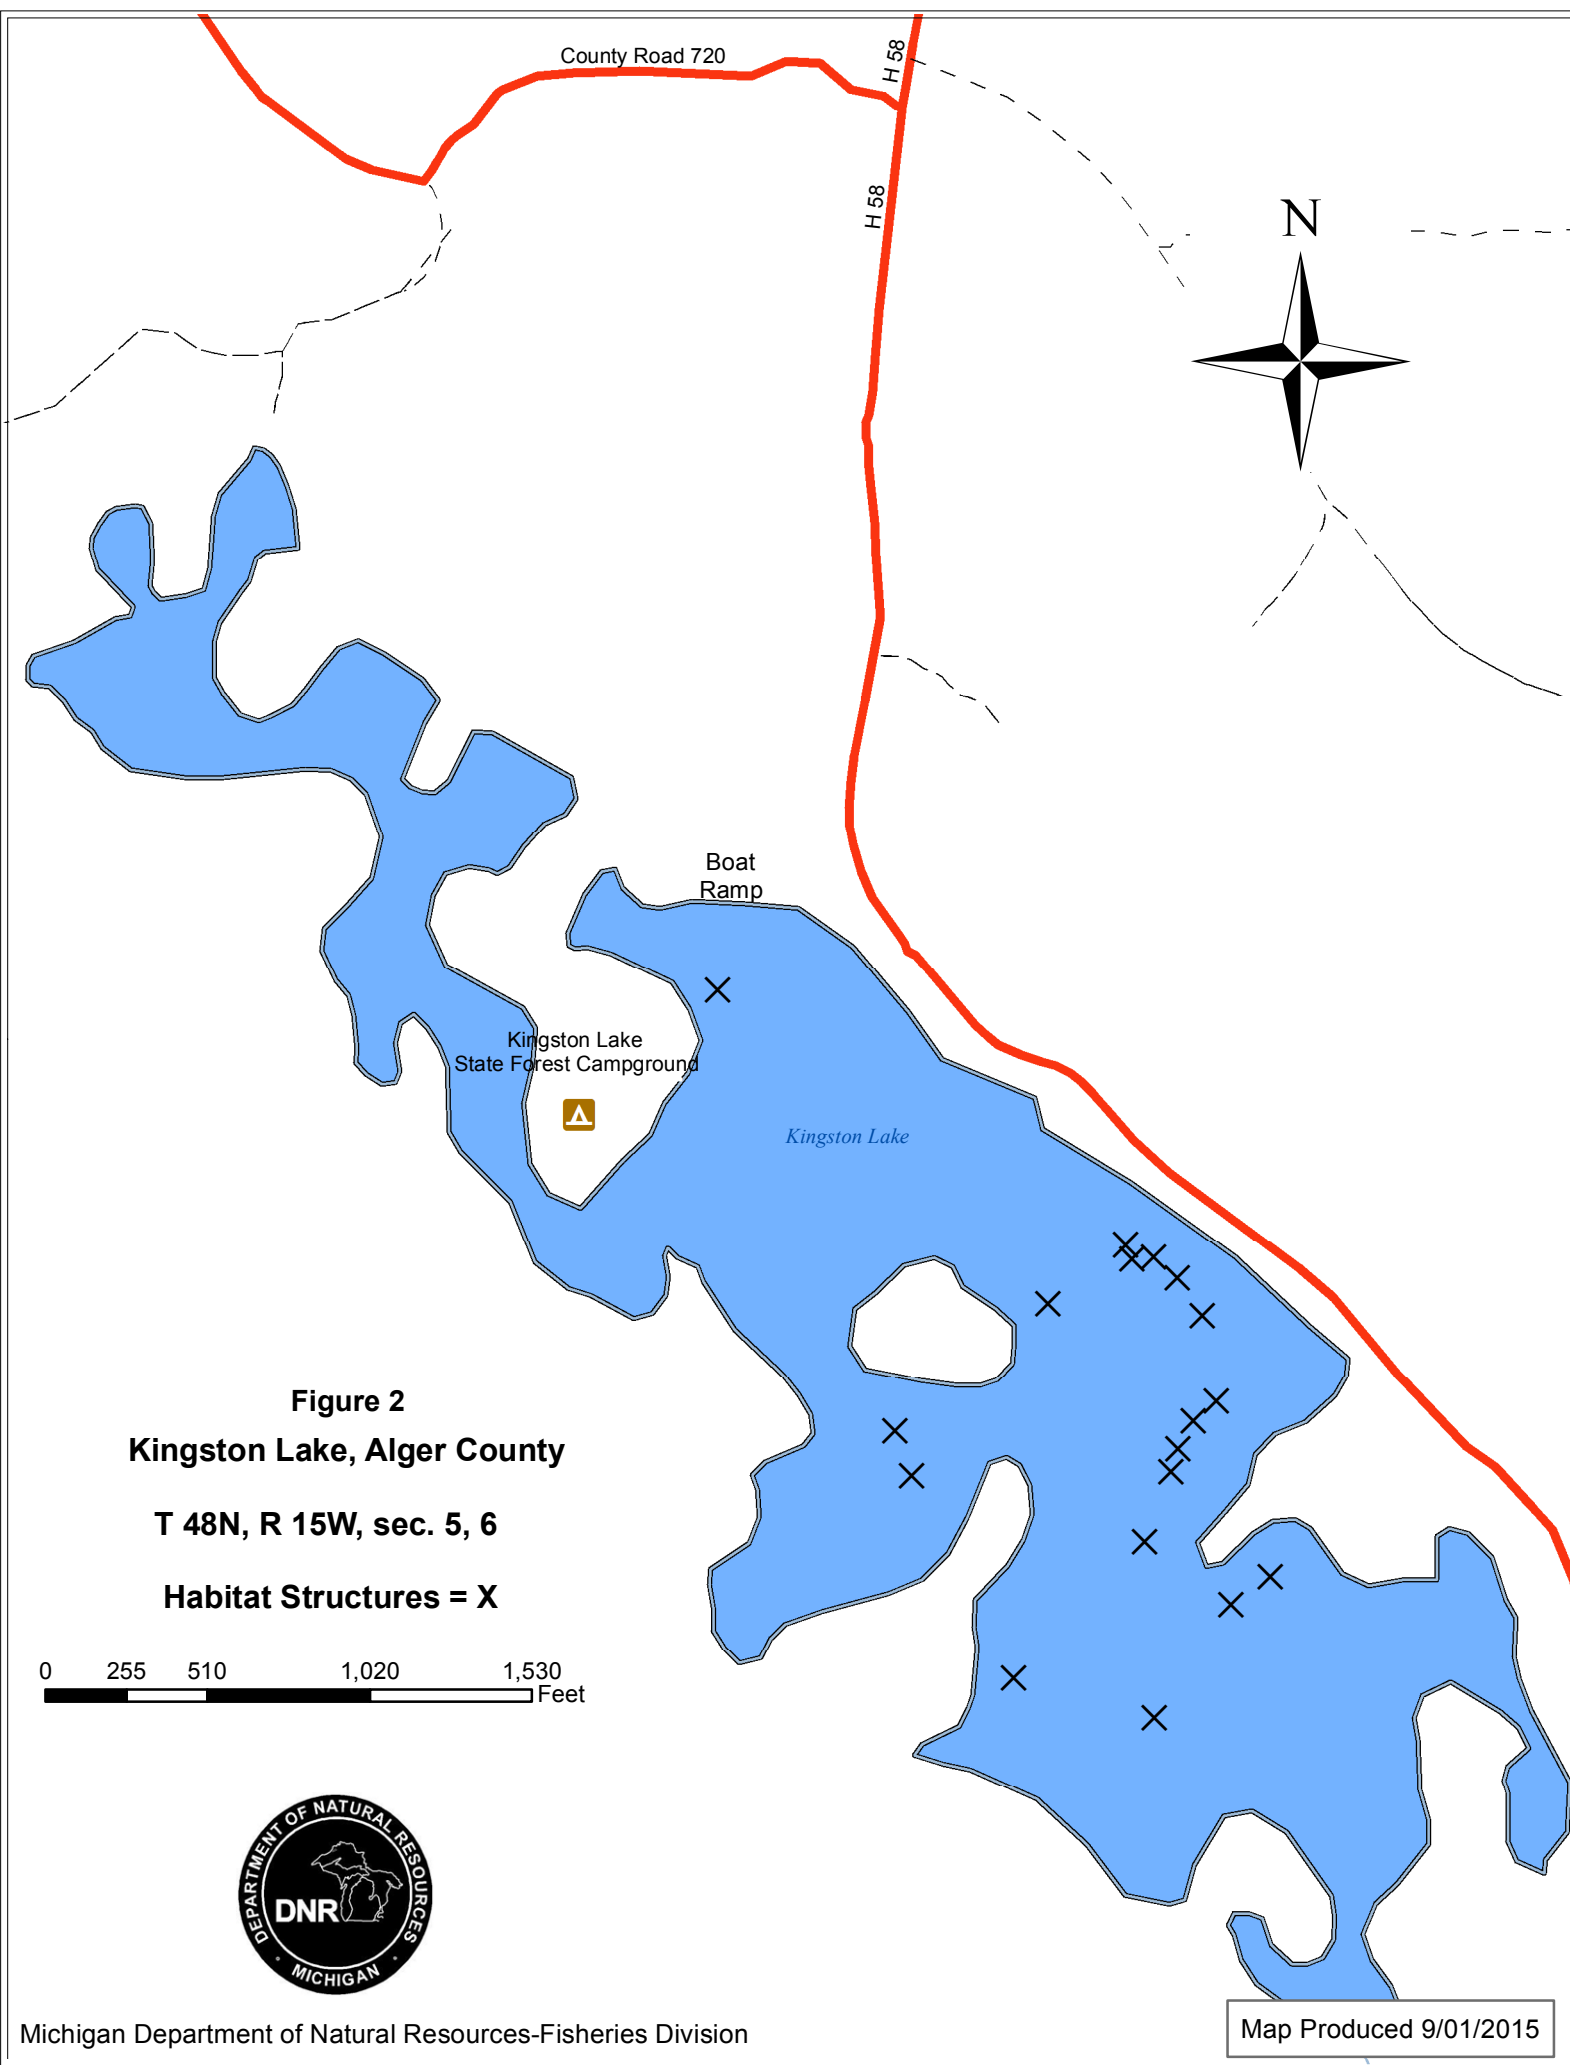 County Road 720
H 58
H 58
N
Boat
Ramp
Kingston Lake
State Forest Campground
Kingston Lake
Figure 2
Kingston Lake, Alger County
T 48N, R 15W, sec. 5, 6
Habitat Structures = X
0 255 510 1,020 1,530
Feet
DEPARTMENT OF NATURAL RESOURCES
DNR
MICHIGAN
Michigan Department of Natural Resources-Fisheries Division
Map Produced 9/01/2015